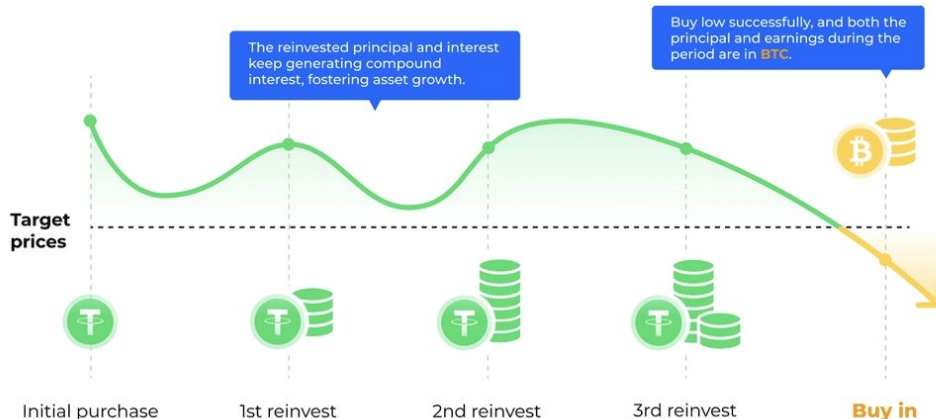 The reinvested principal and interest
keep generating compound
interest, fostering asset growth.
Buy low successfully, and both the
principal and earnings during the
period are in BTC.
Target
prices
Initial purchase
1st reinvest
2nd reinvest
3rd reinvest
Buy in